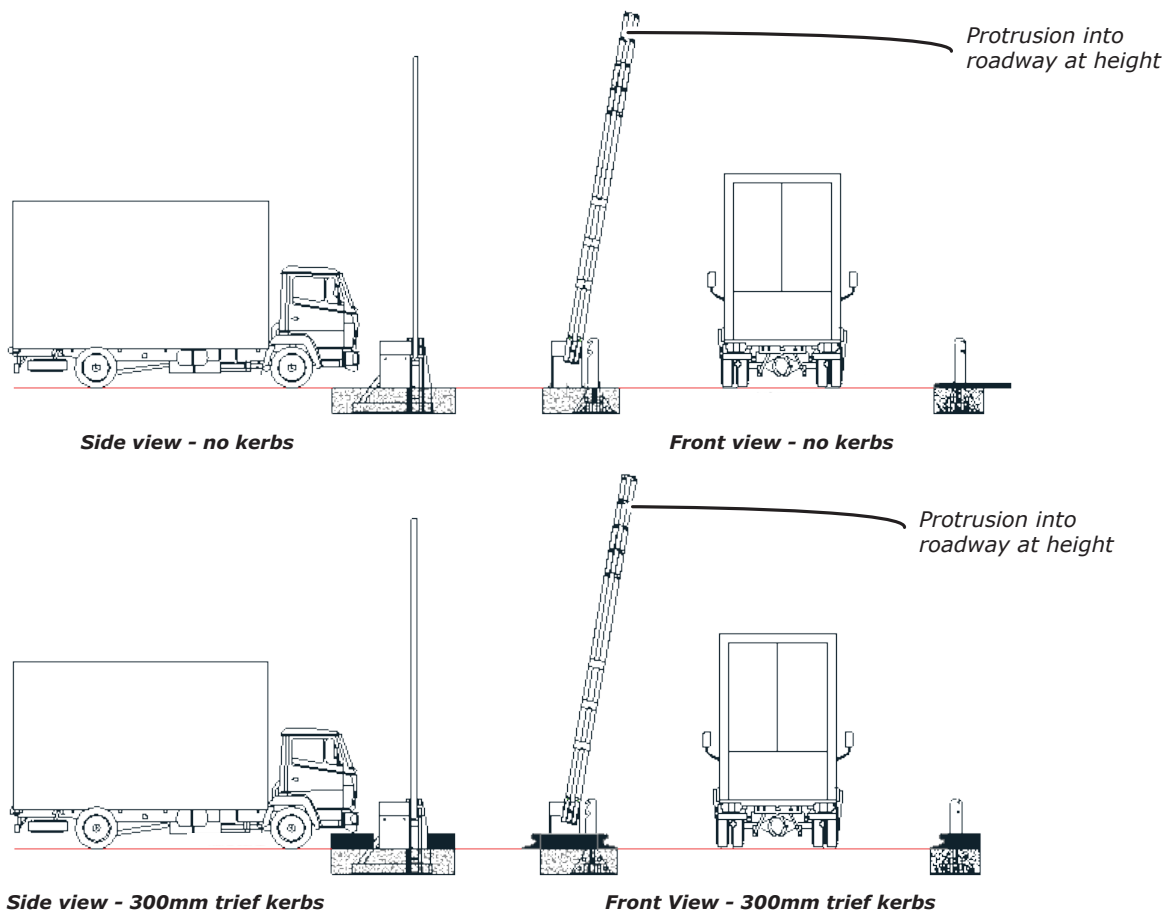 Protrusion into
roadway at height
Side view - no kerbs
Front view - no kerbs
Protrusion into
roadway at height
Side view - 300mm trief kerbs
Front View - 300mm trief kerbs